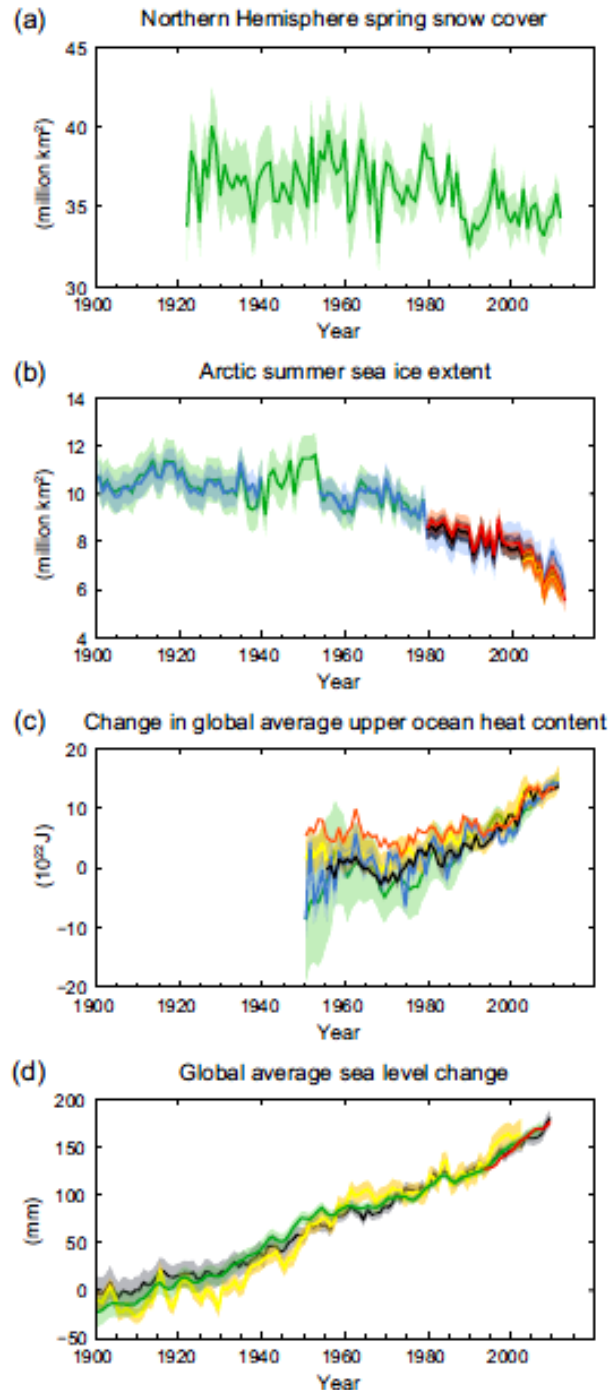 (a) Northern Hemisphere spring snow cover
45
40
35
30
(million km²)
1900 1920 1940 1960 1980 2000
Year
(b) Arctic summer sea ice extent
14
12
10
8
6
4
(million km²)
1900 1920 1940 1960 1980 2000
Year
(c) Change in global average upper ocean heat content
20
10
0
−10
−20
(10²²J)
1900 1920 1940 1960 1980 2000
Year
(d) Global average sea level change
200
150
100
50
0
−50
(mm)
1900 1920 1940 1960 1980 2000
Year